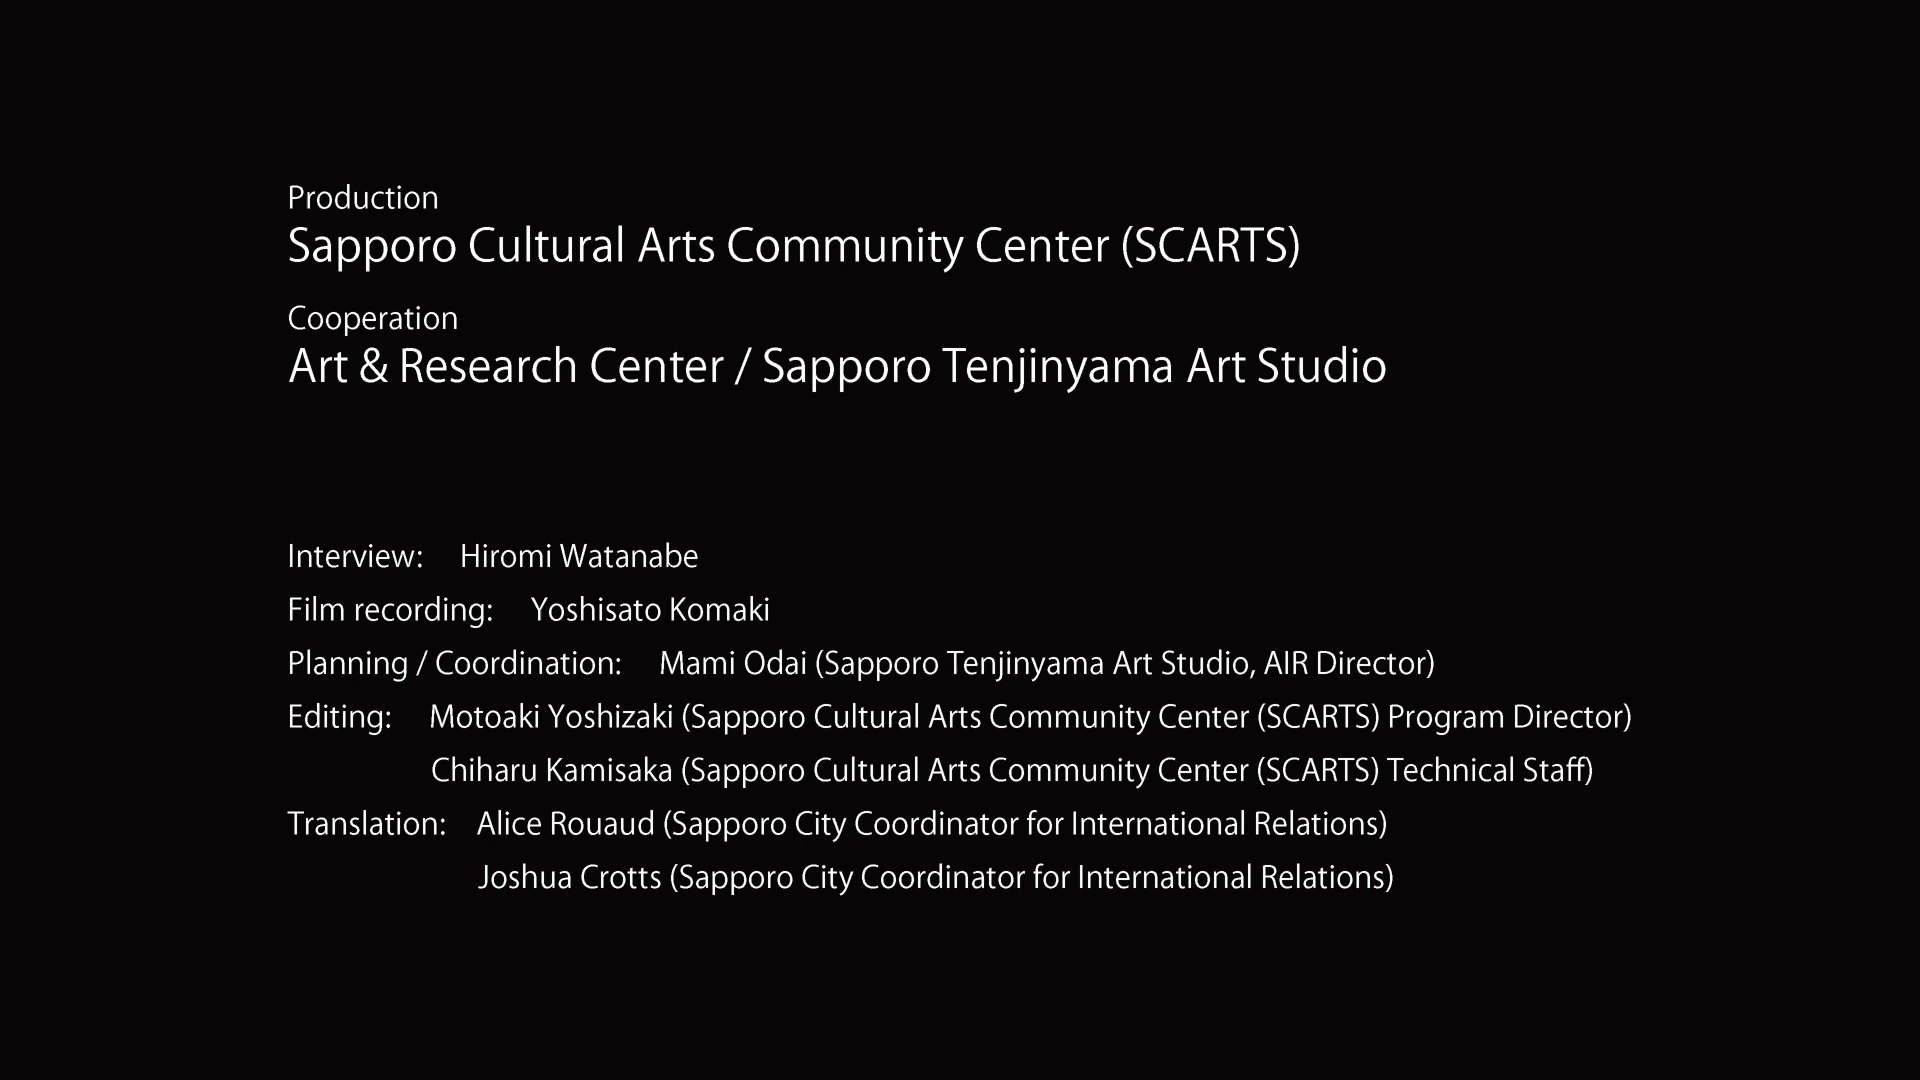 Production
Sapporo Cultural Arts Community Center (SCARTS)
Cooperation
Art & Research Center / Sapporo Tenjinyama Art Studio
Interview: Hiromi Watanabe
Film recording: Yoshisato Komaki
Planning / Coordination: Mami Odai (Sapporo Tenjinyama Art Studio, AIR Director)
Editing: Motoaki Yoshizaki (Sapporo Cultural Arts Community Center (SCARTS) Program Director)
Chiharu Kamisaka (Sapporo Cultural Arts Community Center (SCARTS) Technical Staff)
Translation: Alice Rouaud (Sapporo City Coordinator for International Relations)
Joshua Crotts (Sapporo City Coordinator for International Relations)